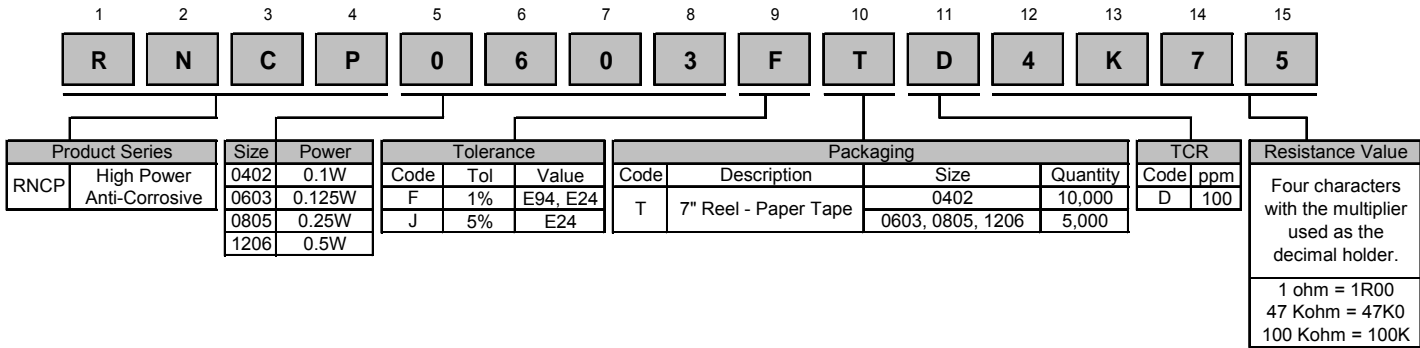 1 2 3 4 5 6 7 8 9 10 11 12 13 14 15
R N C P 0 6 0 3 F T D 4 K 7 5
Product Series
RNCP High Power Anti-Corrosive
Size Power
0402 0.1W
0603 0.125W
0805 0.25W
1206 0.5W
Tolerance
Code Tol Value
F 1% E94, E24
J 5% E24
Packaging
Code Description Size Quantity
T 7" Reel - Paper Tape 0402 10,000
0603, 0805, 1206 5,000
TCR
Code ppm
D 100
Resistance Value
Four characters
with the multiplier
used as the
decimal holder.
1 ohm = 1R00
47 Kohm = 47K0
100 Kohm = 100K